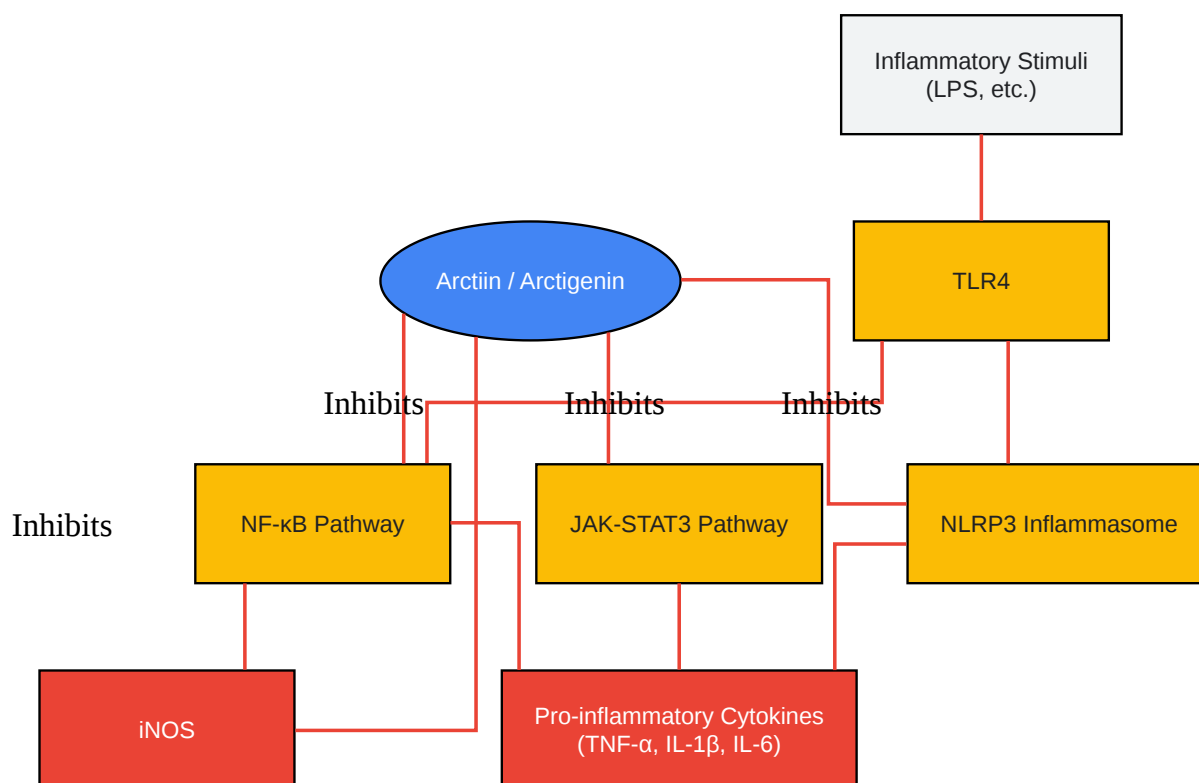 Inflammatory Stimuli
(LPS, etc.)
Arctiin / Arctigenin
TLR4
Inhibits
Inhibits
Inhibits
Inhibits
NF-κB Pathway
JAK-STAT3 Pathway
NLRP3 Inflammasome
iNOS
Pro-inflammatory Cytokines
(TNF-α, IL-1β, IL-6)